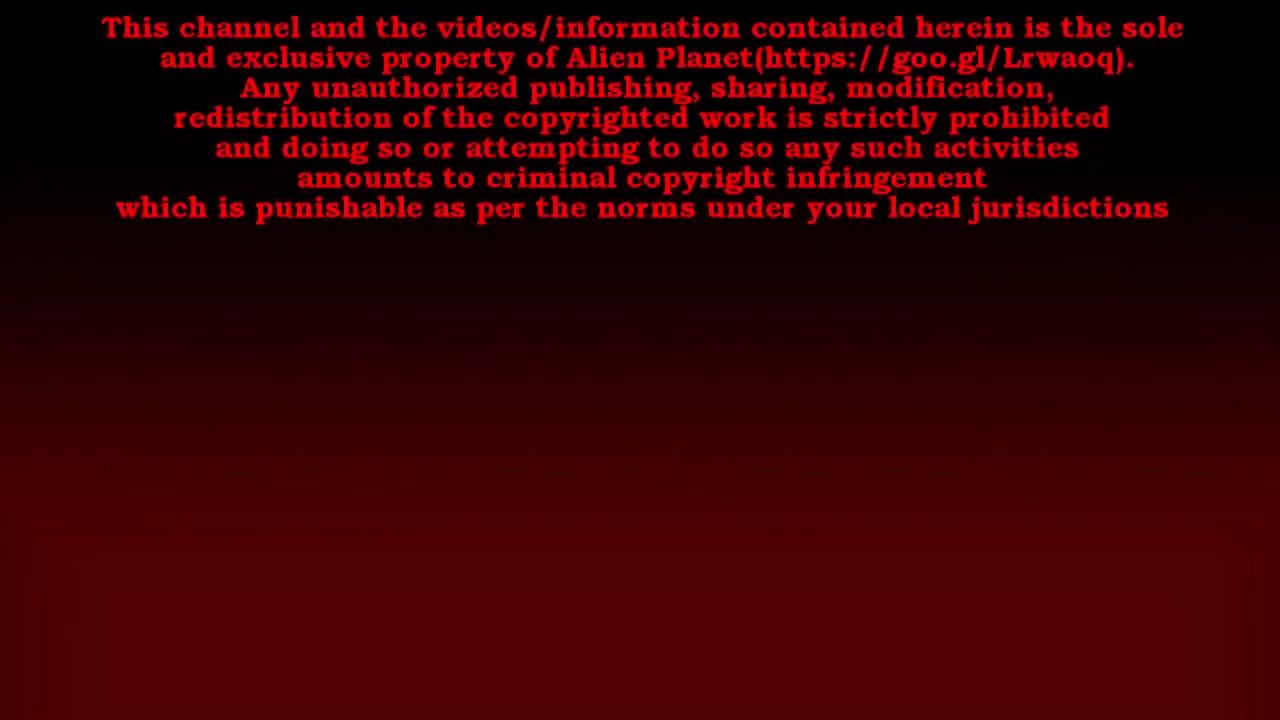 This channel and the videos/information contained herein is the sole
and exclusive property of Alien Planet(https://goo.gl/Lrwaoq).
Any unauthorized publishing, sharing, modification,
redistribution of the copyrighted work is strictly prohibited
and doing so or attempting to do so any such activities
amounts to criminal copyright infringement
which is punishable as per the norms under your local jurisdictions